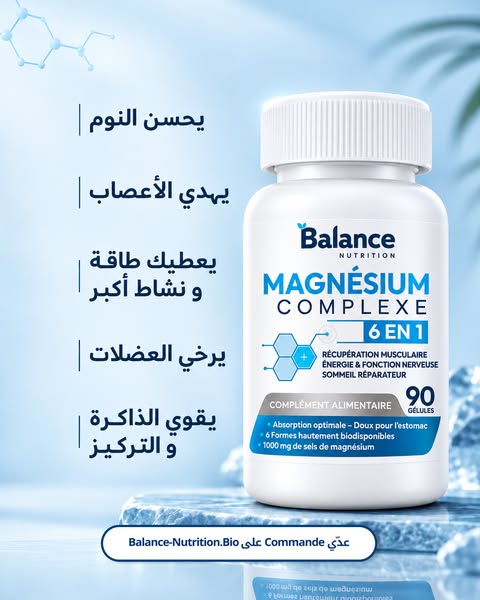 يحسن النوم
يهدي الأعصاب
يعطيك طاقة
و نشاط أكبر
يرخي العضلات
يقوي الذاكرة
و التركيز
Balance
NUTRITION
MAGNÉSIUM
COMPLEXE
6 EN 1
RÉCUPÉRATION MUSCULAIRE
ÉNERGIE & FONCTION NERVEUSE
SOMMEIL RÉPARATEUR
COMPLÉMENT ALIMENTAIRE
90
GÉLULES
Absorption optimale – Doux pour l'estomac
6 Formes hautement biodisponibles
1000 mg de sels de magnésium
عدّي Commande على Balance-Nutrition.Bio